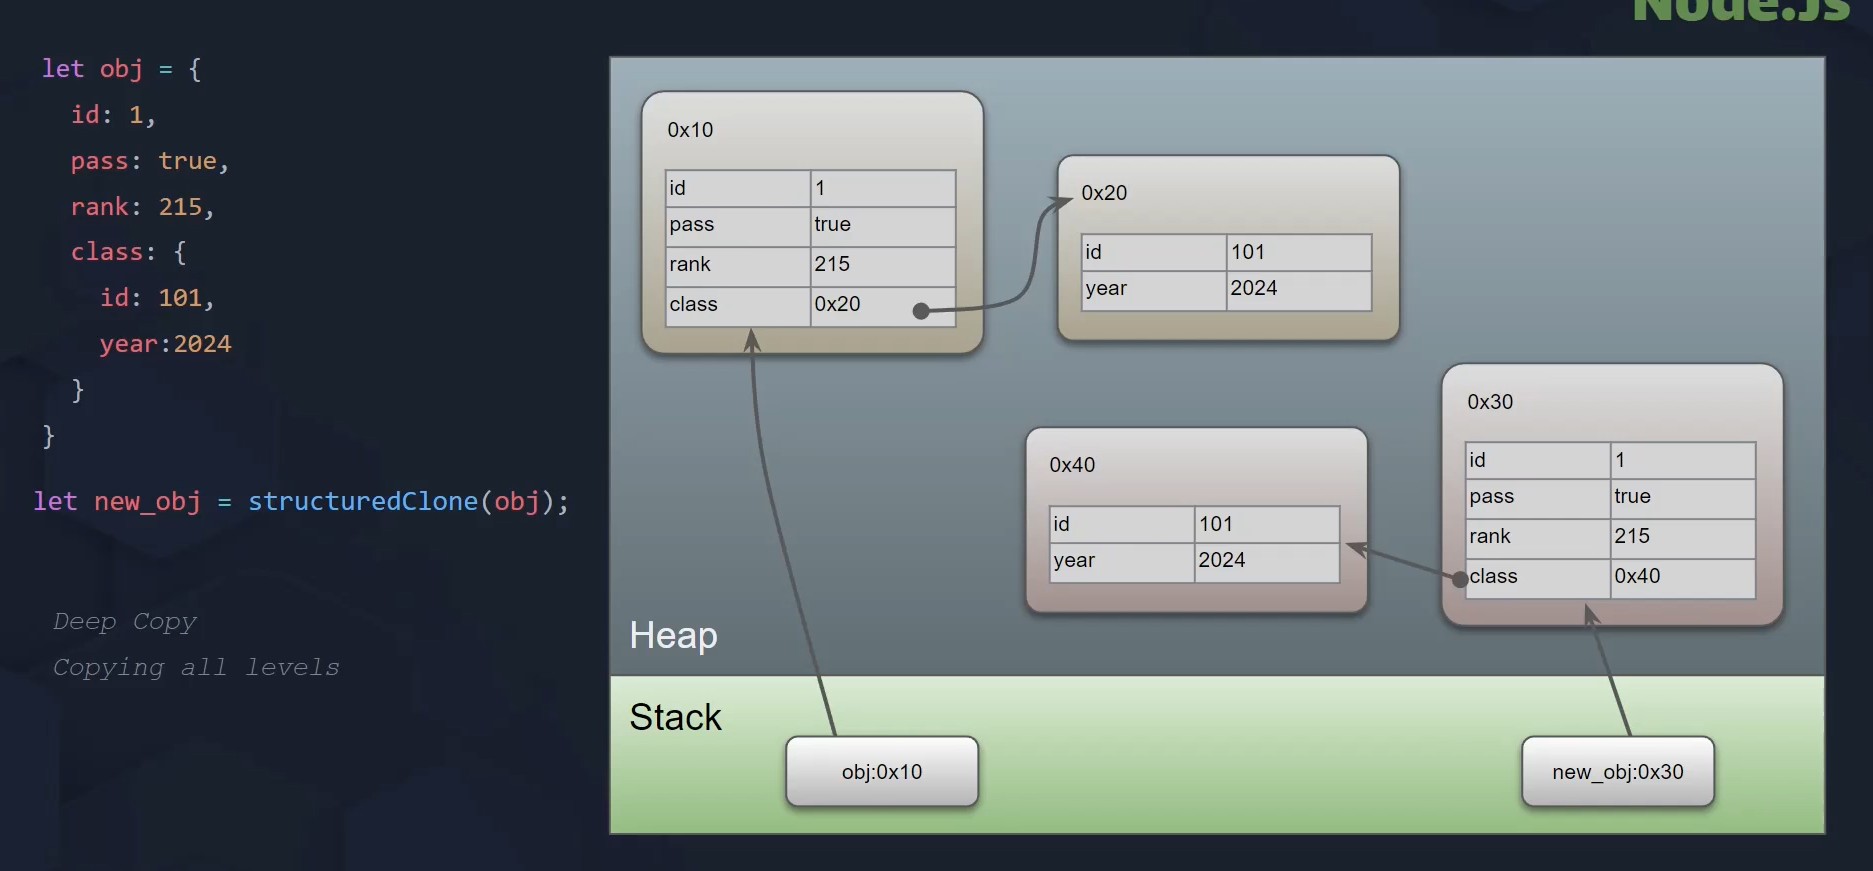 Node.Js
let obj = {
id: 1,
pass: true,
rank: 215,
class: {
id: 101,
year:2024
}
}
let new_obj = structuredClone(obj);
Deep Copy
Copying all levels
0x10
id 1
pass true
rank 215
class 0x20
0x20
id 101
year 2024
0x40
id 101
year 2024
0x30
id 1
pass true
rank 215
class 0x40
Heap
Stack
obj:0x10
new_obj:0x30